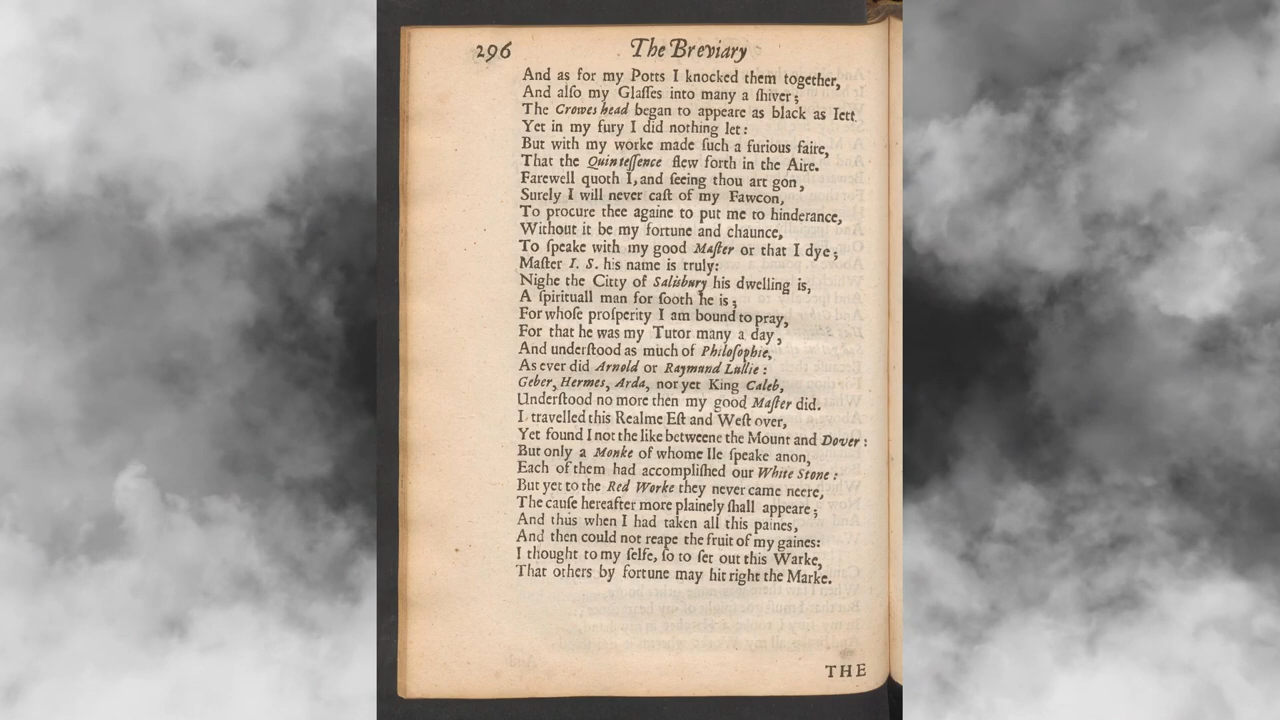 296 The Breviary
And as for my Potts I knocked them together,
And alſo my Glaſſes into many a ſhiver;
The Crowes head began to appeare as black as Iett.
Yet in my fury I did nothing let:
But with my worke made ſuch a furious faire,
That the Quinteſſence flew forth in the Aire.
Farewell quoth I, and ſeeing thou art gon,
Surely I will never caſt of my Fawcon,
To procure thee againe to put me to hinderance,
Without it be my fortune and chaunce,
To ſpeake with my good Maſter or that I dye;
Maſter I. S. his name is truly:
Nighe the Citty of Salisbury his dwelling is,
A ſpirituall man for ſooth he is;
For whoſe proſperity I am bound to pray,
For that he was my Tutor many a day,
And underſtood as much of Philoſophie,
As ever did Arnold or Raymund Lullie:
Geber, Hermes, Arda, nor yet King Caleb,
Underſtood no more then my good Maſter did.
I travelled this Realme Eſt and Weſt over,
Yet found I not the like betweene the Mount and Dover:
But only a Monke of whome Ile ſpeake anon,
Each of them had accompliſhed our White Stone:
But yet to the Red Worke they never came neere,
The cauſe hereafter more plainely ſhall appeare;
And thus when I had taken all this paines,
And then could not reape the fruit of my gaines:
I thought to my ſelfe, ſo to ſet out this Warke,
That others by fortune may hit right the Marke.
THE